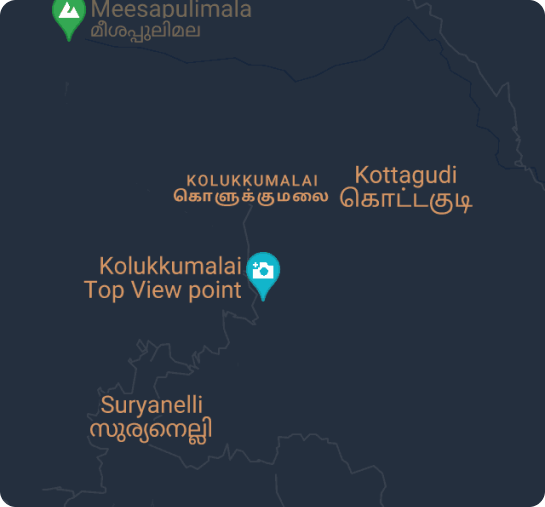 Meesapulimala
മീശപ്പുലിമല
KOLUKKUMALAI
கொளுக்குமலை
Kottagudi
கொட்டகுடி
Kolukkumalai
Top View point
Suryanelli
സൂര്യനെല്ലി